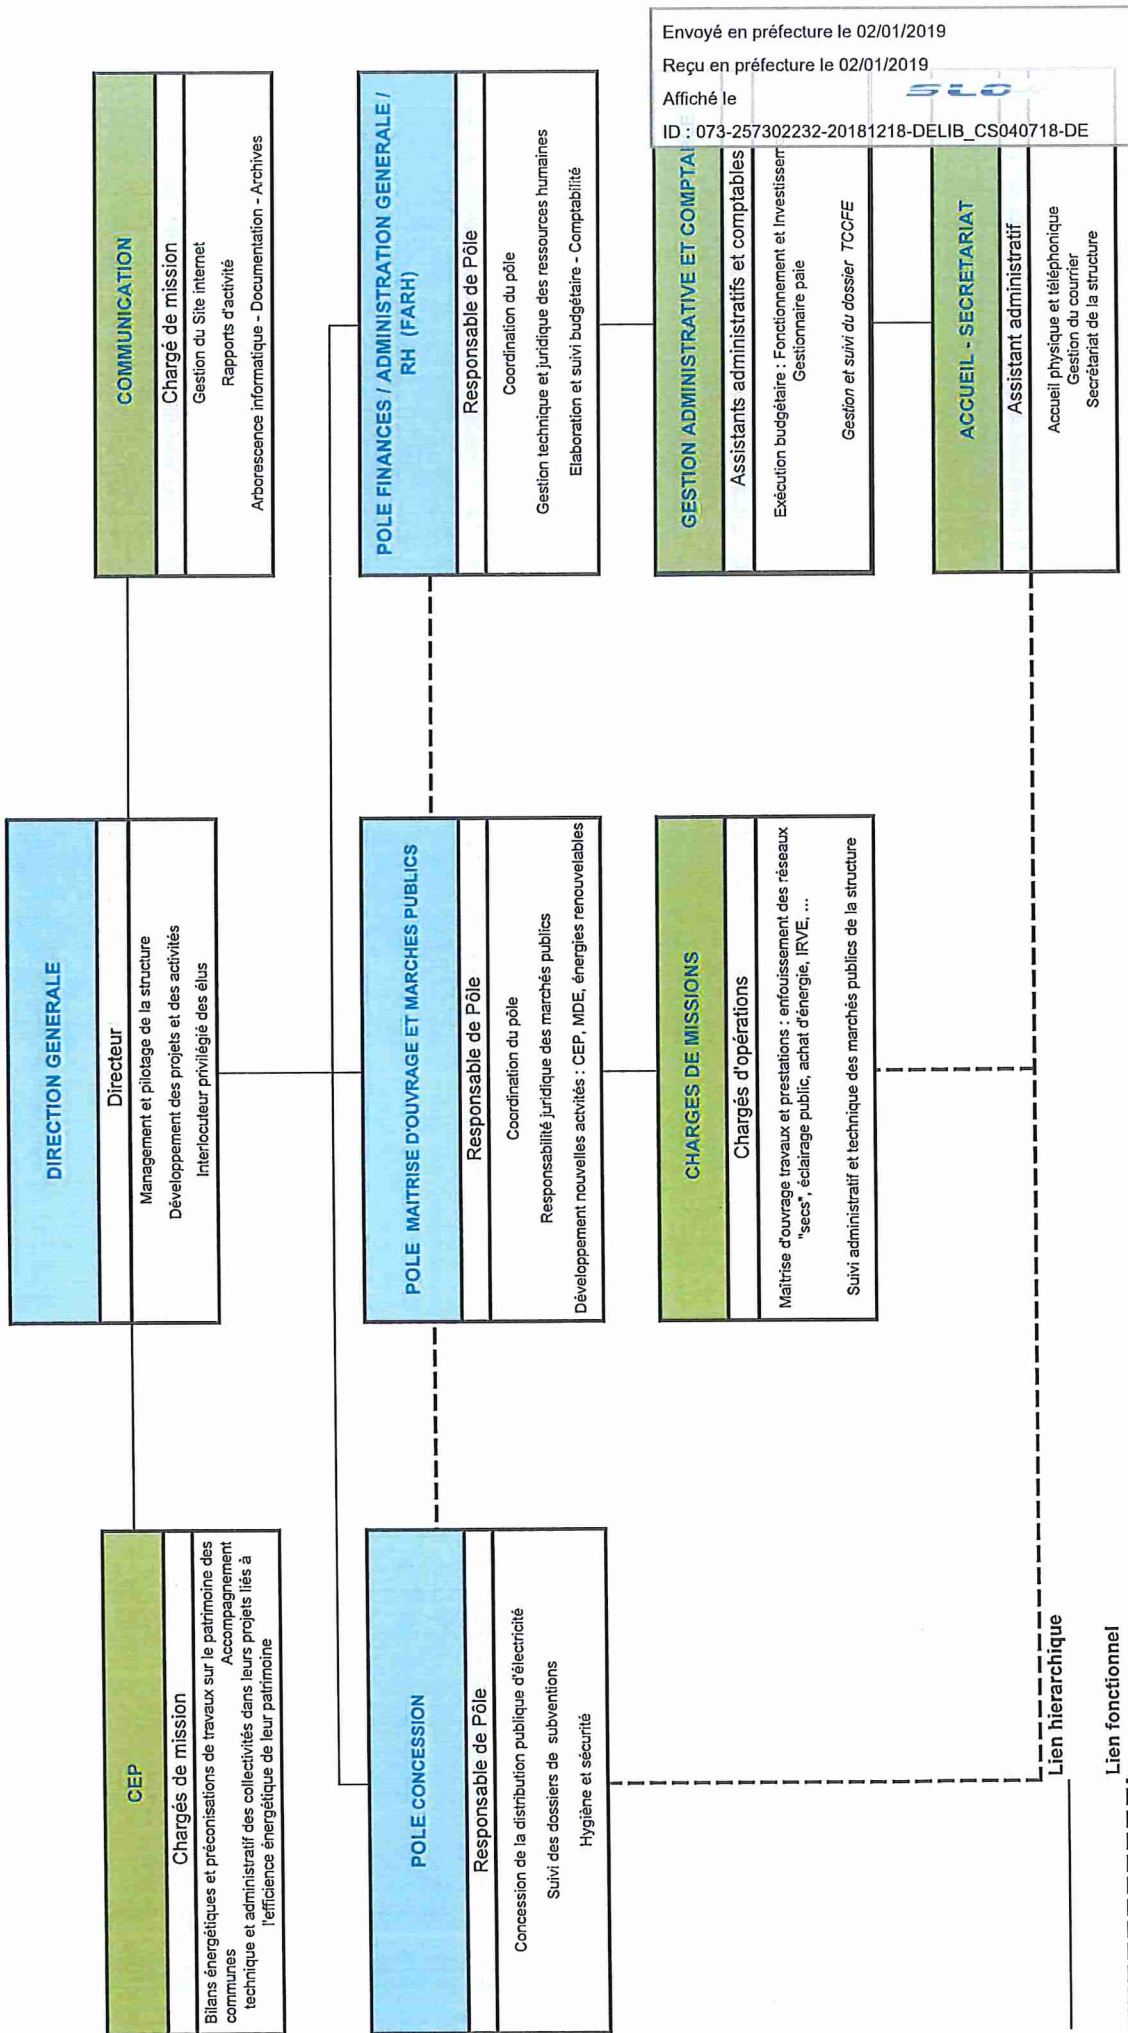 Envoyé en préfecture le 02/01/2019
Reçu en préfecture le 02/01/2019
Affiché le
SLO
ID : 073-257302232-20181218-DELIB_CS040718-DE
DIRECTION GENERALE
Directeur
Management et pilotage de la structure
Développement des projets et des activités
Interlocuteur privilégié des élus
CEP
Chargés de mission
Bilans énergétiques et préconisations de travaux sur le patrimoine des
communes
Accompagnement
technique et administratif des collectivités dans leurs projets liés à
l'efficience énergétique de leur patrimoine
COMMUNICATION
Chargé de mission
Gestion du Site internet
Rapports d'activité
Arborescence informatique - Documentation - Archives
POLE CONCESSION
Responsable de Pôle
Concession de la distribution publique d'électricité
Suivi des dossiers de subventions
Hygiène et sécurité
POLE MAITRISE D'OUVRAGE ET MARCHES PUBLICS
Responsable de Pôle
Coordination du pôle
Responsabilité juridique des marchés publics
Développement nouvelles actvités : CEP, MDE, énergies renouvelables
POLE FINANCES / ADMINISTRATION GENERALE /
RH (FARH)
Responsable de Pôle
Coordination du pôle
Gestion technique et juridique des ressources humaines
Elaboration et suivi budgétaire - Comptabilité
CHARGES DE MISSIONS
Chargés d'opérations
Maîtrise d'ouvrage travaux et prestations : enfouissement des réseaux
"secs", éclairage public, achat d'énergie, IRVE, ...
Suivi administratif et technique des marchés publics de la structure
GESTION ADMINISTRATIVE ET COMPTABLE
Assistants administratifs et comptables
Exécution budgétaire : Fonctionnement et Investissem
Gestionnaire paie
Gestion et suivi du dossier TCCFE
ACCUEIL - SECRETARIAT
Assistant administratif
Accueil physique et téléphonique
Gestion du courrier
Secrétariat de la structure
Lien hierarchique
Lien fonctionnel